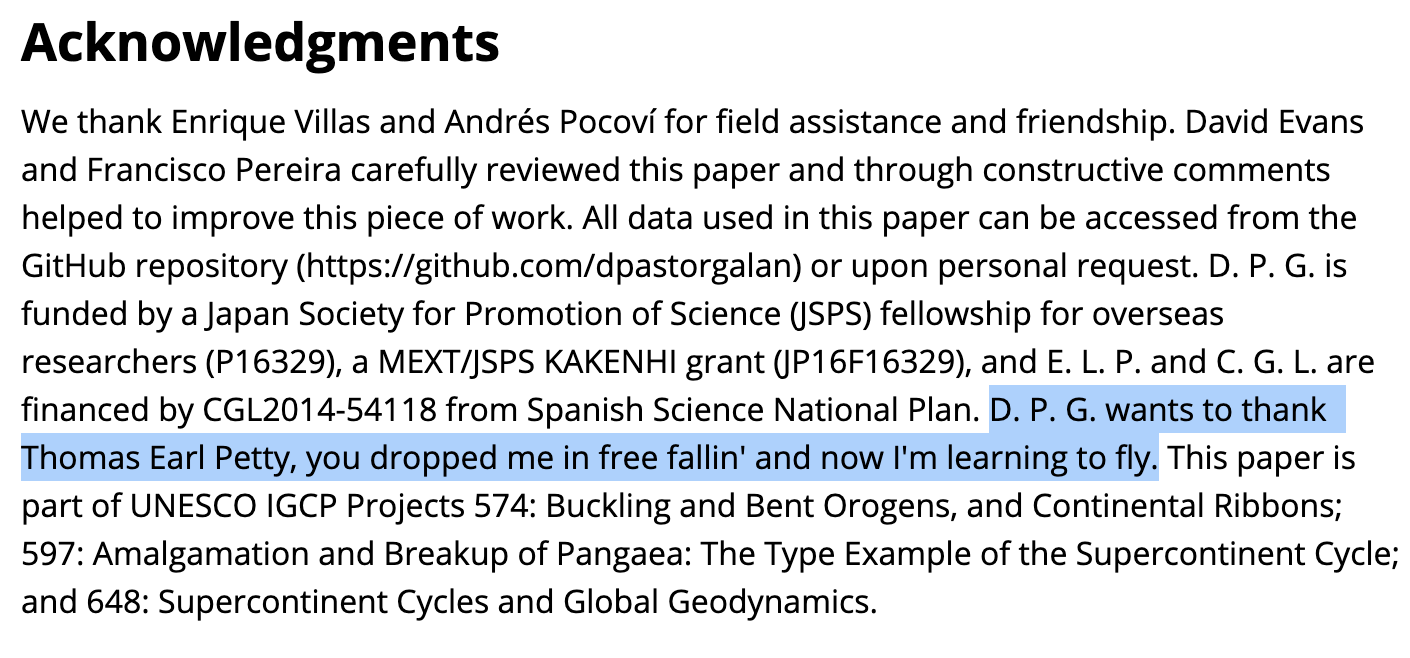 Acknowledgments
We thank Enrique Villas and Andrés Pocoví for field assistance and friendship. David Evans
and Francisco Pereira carefully reviewed this paper and through constructive comments
helped to improve this piece of work. All data used in this paper can be accessed from the
GitHub repository (https://github.com/dpastorgalan) or upon personal request. D. P. G. is
funded by a Japan Society for Promotion of Science (JSPS) fellowship for overseas
researchers (P16329), a MEXT/JSPS KAKENHI grant (JP16F16329), and E. L. P. and C. G. L. are
financed by CGL2014-54118 from Spanish Science National Plan. D. P. G. wants to thank
Thomas Earl Petty, you dropped me in free fallin' and now I'm learning to fly. This paper is
part of UNESCO IGCP Projects 574: Buckling and Bent Orogens, and Continental Ribbons;
597: Amalgamation and Breakup of Pangaea: The Type Example of the Supercontinent Cycle;
and 648: Supercontinent Cycles and Global Geodynamics.